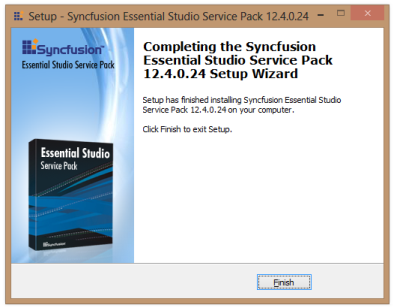 Setup - Syncfusion Essential Studio Service Pack 12.4.0.24
Syncfusion
Essential Studio Service Pack
Completing the Syncfusion
Essential Studio Service Pack
12.4.0.24 Setup Wizard
Setup has finished installing Syncfusion Essential Studio
Service Pack 12.4.0.24 on your computer.
Click Finish to exit Setup.
Essential Studio
Service Pack
Syncfusion
Finish